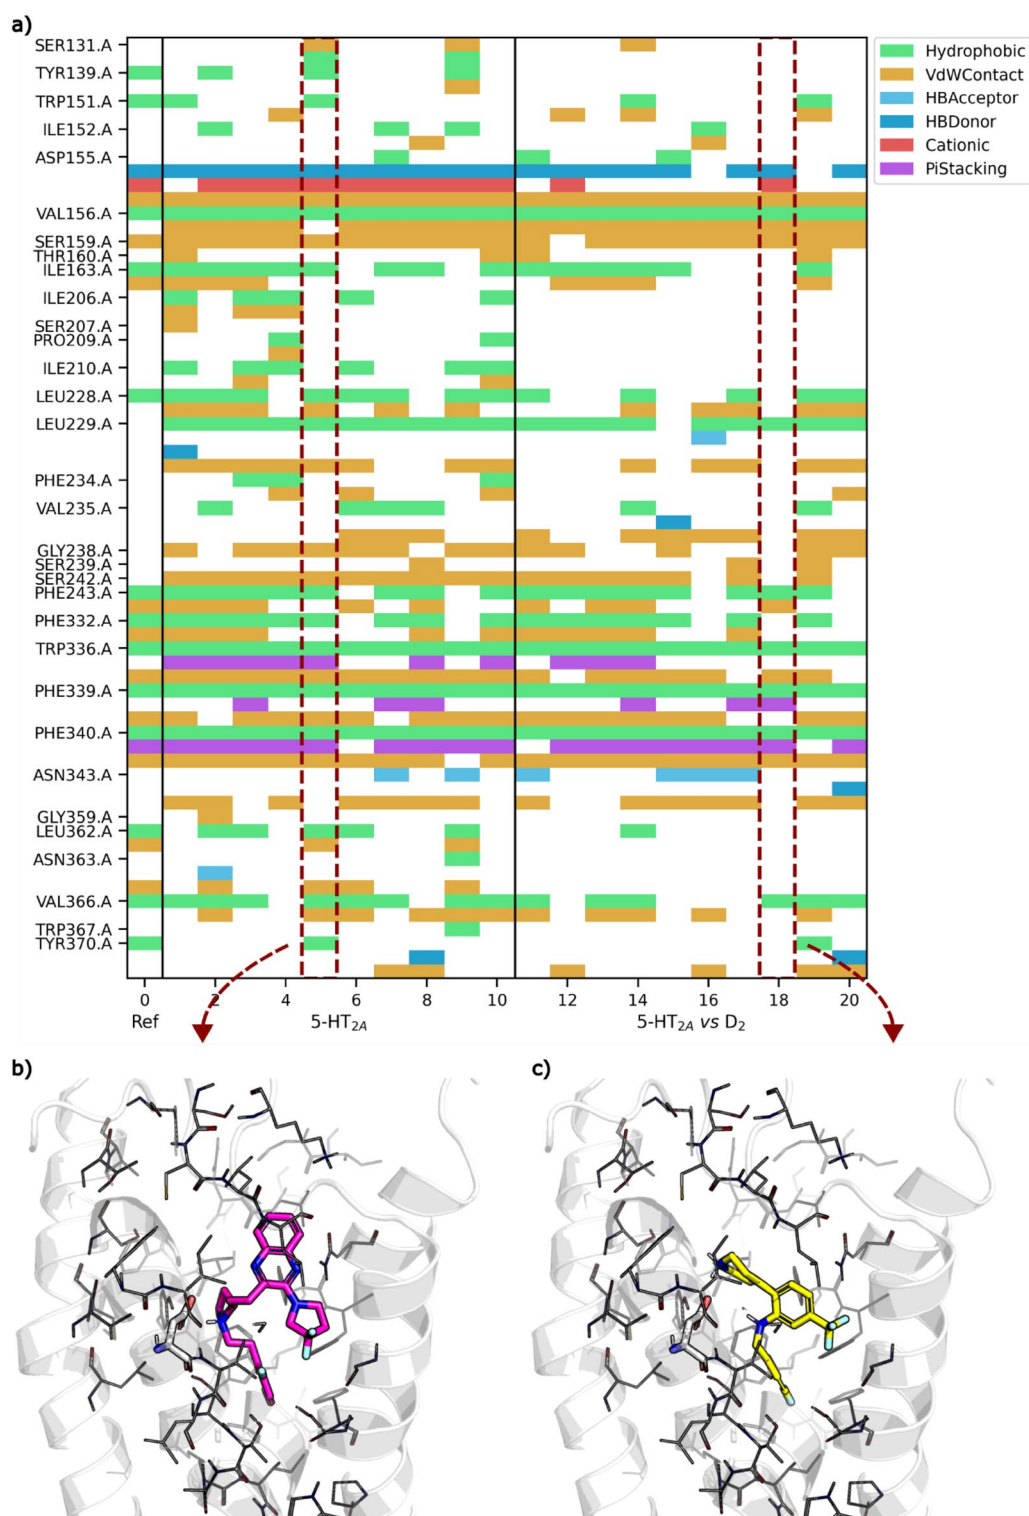 a)
SER131.A
TYR139.A
TRP151.A
ILE152.A
ASP155.A
VAL156.A
SER159.A
THR160.A
ILE163.A
ILE206.A
SER207.A
PRO209.A
ILE210.A
LEU228.A
LEU229.A
PHE234.A
VAL235.A
GLY238.A
SER239.A
SER242.A
PHE243.A
PHE332.A
TRP336.A
PHE339.A
PHE340.A
ASN343.A
GLY359.A
LEU362.A
ASN363.A
VAL366.A
TRP367.A
TYR370.A
Hydrophobic
VdWContact
HBAcceptor
HBDonor
Cationic
PiStacking
0 2 4 6 8 10 12 14 16 18 20
Ref 5-HT2A 5-HT2A vs D2
b) c)